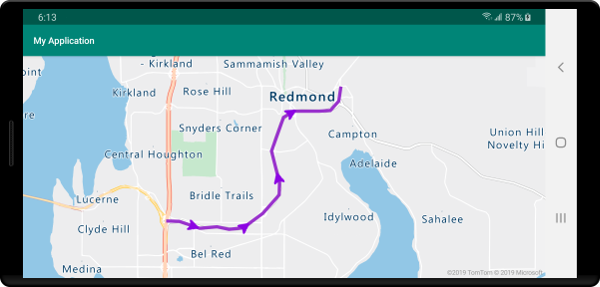 6:13
87%
My Application
- Kirkland
Sammamish Valley
oint
Kirkland
Rose Hill
Redmond
re
Snyders Corner
Campton
Union Hill
Novelty Hi
Central Houghton
Adelaide
Bridle Trails
Lucerne
Idylwood
Sahalee
Clyde Hill
Bel Red
Medina
©2019 TomTom © 2019 Microsoft